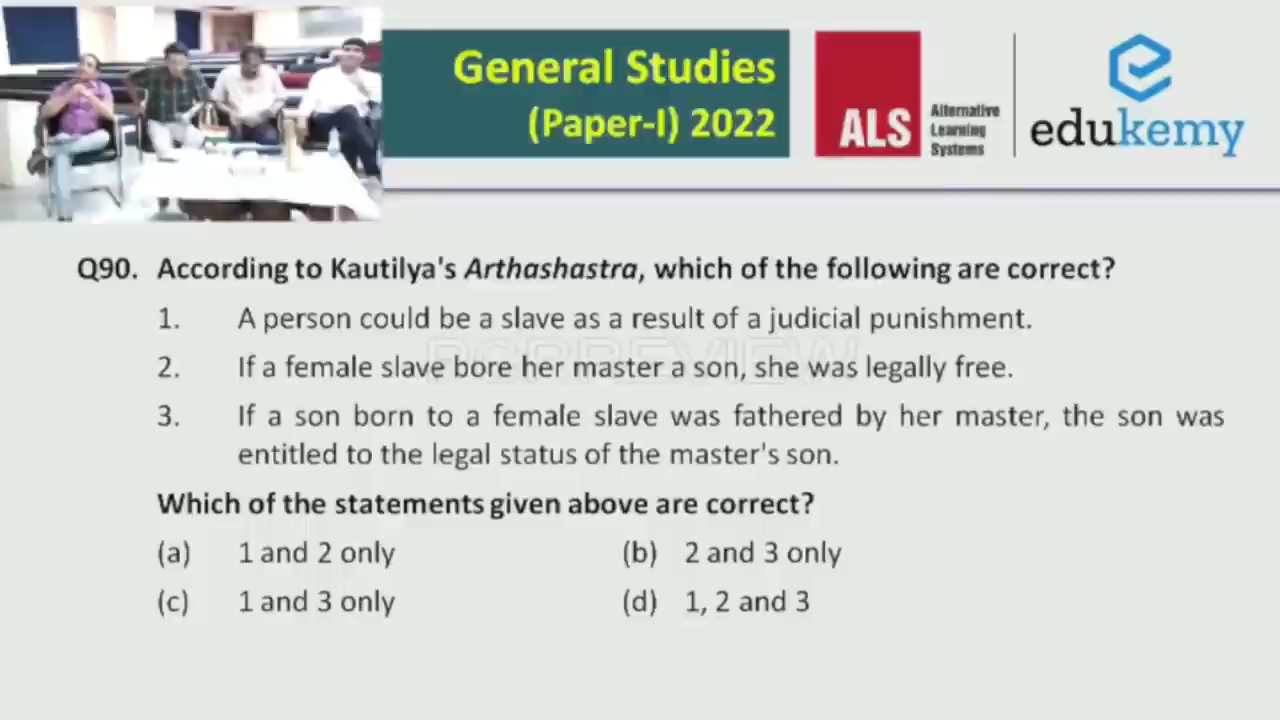 General Studies
(Paper-I) 2022
ALS
Alternative
Learning
Systems
edukemy
Q90. According to Kautilya's Arthashastra, which of the following are correct?
1. A person could be a slave as a result of a judicial punishment.
2. If a female slave bore her master a son, she was legally free.
3. If a son born to a female slave was fathered by her master, the son was
entitled to the legal status of the master's son.
Which of the statements given above are correct?
(a) 1 and 2 only (b) 2 and 3 only
(c) 1 and 3 only (d) 1, 2 and 3